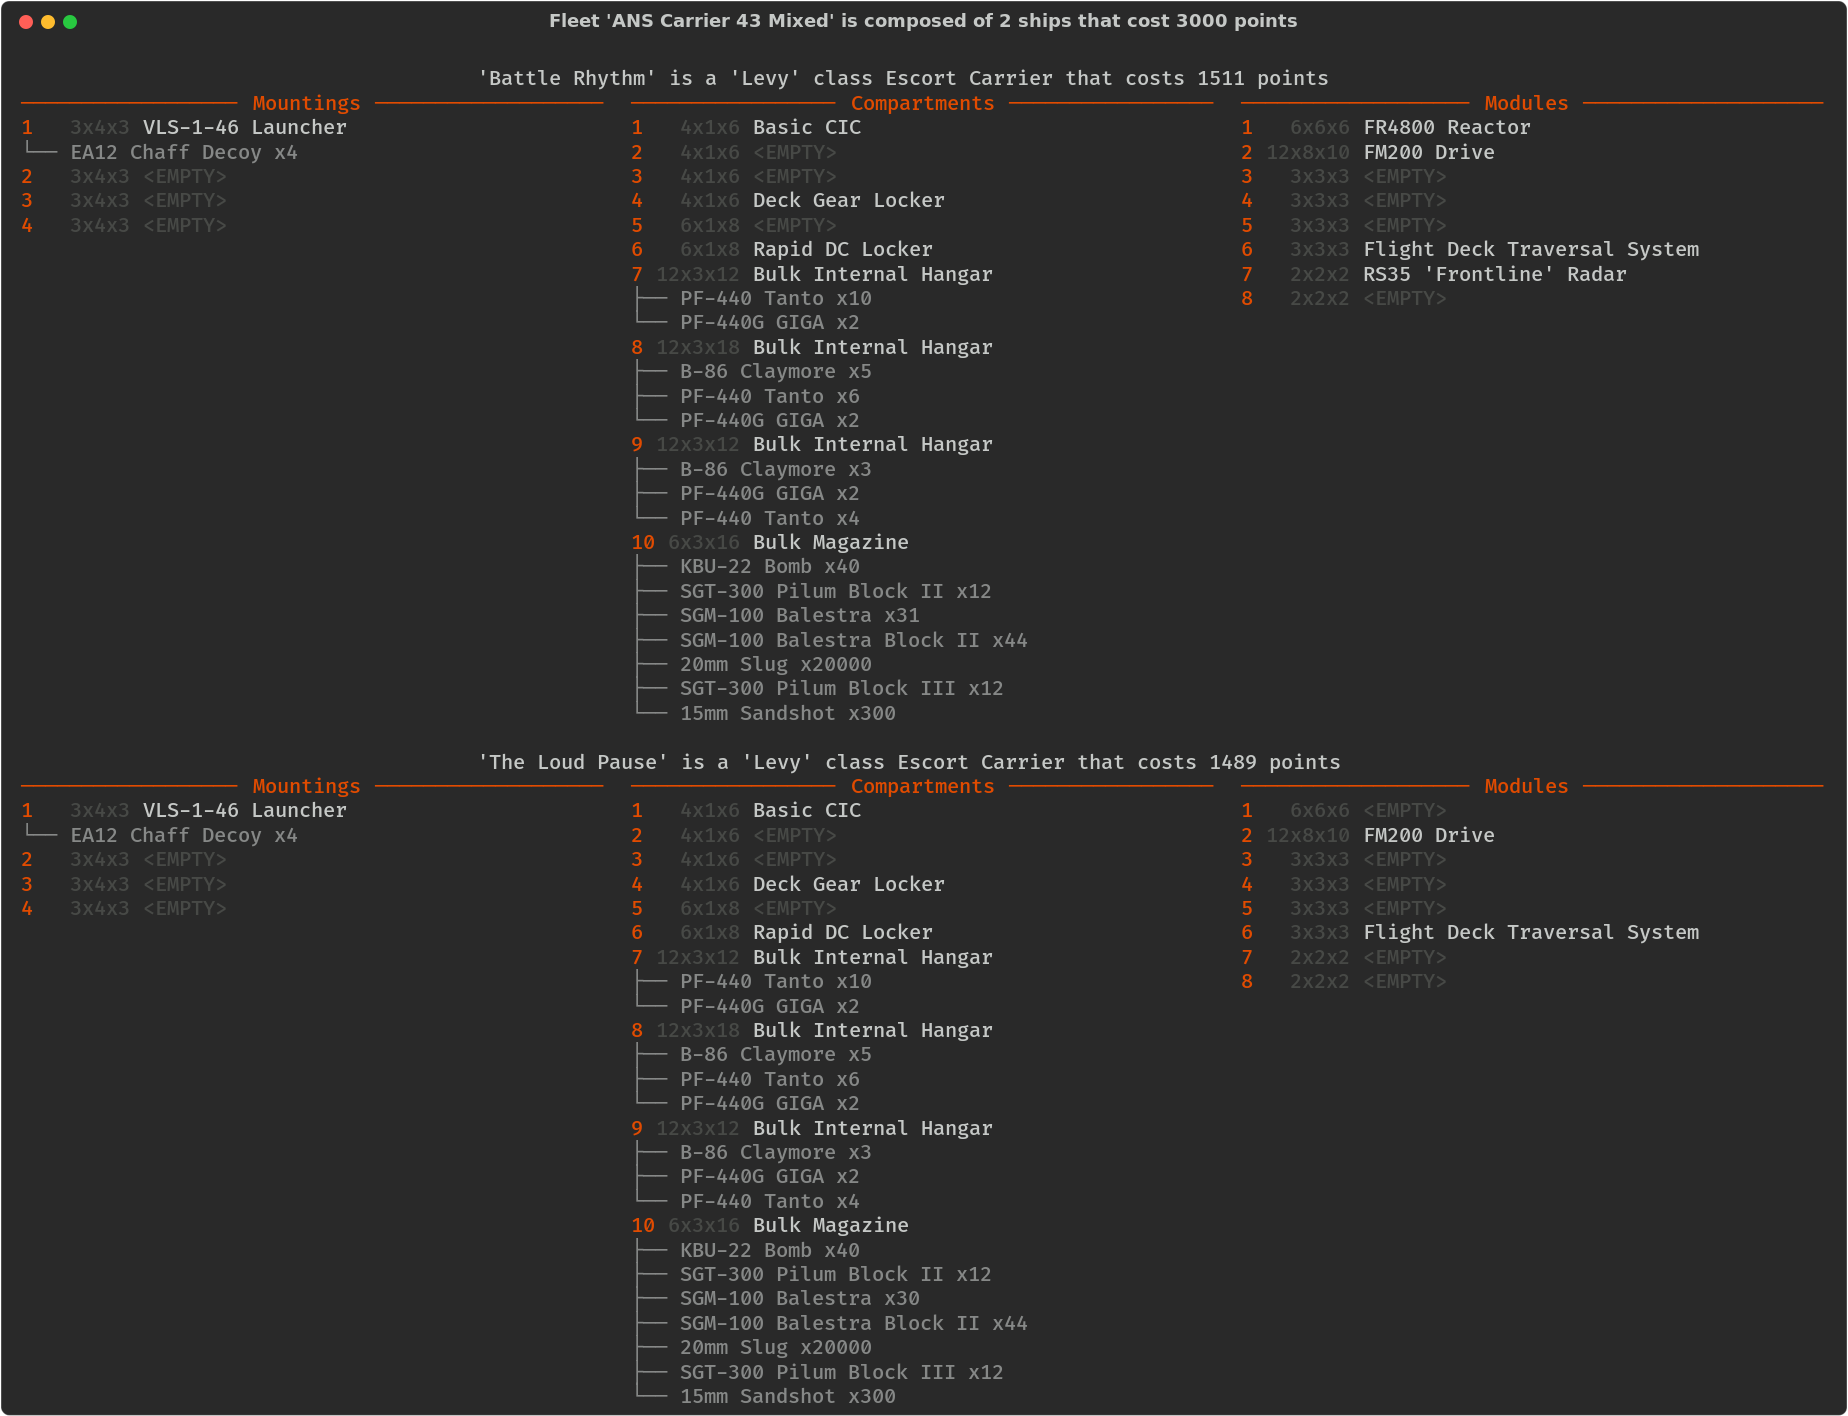 Fleet 'ANS Carrier 43 Mixed' is composed of 2 ships that cost 3000 points
'Battle Rhythm' is a 'Levy' class Escort Carrier that costs 1511 points
Mountings
1 3x4x3 VLS-1-46 Launcher
EA12 Chaff Decoy x4
2 3x4x3 <EMPTY>
3 3x4x3 <EMPTY>
4 3x4x3 <EMPTY>
Compartments
1 4x1x6 Basic CIC
2 4x1x6 <EMPTY>
3 4x1x6 <EMPTY>
4 4x1x6 Deck Gear Locker
5 6x1x8 <EMPTY>
6 6x1x8 Rapid DC Locker
7 12x3x12 Bulk Internal Hangar
PF-440 Tanto x10
PF-440G GIGA x2
8 12x3x18 Bulk Internal Hangar
B-86 Claymore x5
PF-440 Tanto x6
PF-440G GIGA x2
9 12x3x12 Bulk Internal Hangar
B-86 Claymore x3
PF-440G GIGA x2
PF-440 Tanto x4
10 6x3x16 Bulk Magazine
KBU-22 Bomb x40
SGT-300 Pilum Block II x12
SGM-100 Balestra x31
SGM-100 Balestra Block II x44
20mm Slug x20000
SGT-300 Pilum Block III x12
15mm Sandshot x300
Modules
1 6x6x6 FR4800 Reactor
2 12x8x10 FM200 Drive
3 3x3x3 <EMPTY>
4 3x3x3 <EMPTY>
5 3x3x3 <EMPTY>
6 3x3x3 Flight Deck Traversal System
7 2x2x2 RS35 'Frontline' Radar
8 2x2x2 <EMPTY>
'The Loud Pause' is a 'Levy' class Escort Carrier that costs 1489 points
Mountings
1 3x4x3 VLS-1-46 Launcher
EA12 Chaff Decoy x4
2 3x4x3 <EMPTY>
3 3x4x3 <EMPTY>
4 3x4x3 <EMPTY>
Compartments
1 4x1x6 Basic CIC
2 4x1x6 <EMPTY>
3 4x1x6 <EMPTY>
4 4x1x6 Deck Gear Locker
5 6x1x8 <EMPTY>
6 6x1x8 Rapid DC Locker
7 12x3x12 Bulk Internal Hangar
PF-440 Tanto x10
PF-440G GIGA x2
8 12x3x18 Bulk Internal Hangar
B-86 Claymore x5
PF-440 Tanto x6
PF-440G GIGA x2
9 12x3x12 Bulk Internal Hangar
B-86 Claymore x3
PF-440G GIGA x2
PF-440 Tanto x4
10 6x3x16 Bulk Magazine
KBU-22 Bomb x40
SGT-300 Pilum Block II x12
SGM-100 Balestra x30
SGM-100 Balestra Block II x44
20mm Slug x20000
SGT-300 Pilum Block III x12
15mm Sandshot x300
Modules
1 6x6x6 <EMPTY>
2 12x8x10 FM200 Drive
3 3x3x3 <EMPTY>
4 3x3x3 <EMPTY>
5 3x3x3 <EMPTY>
6 3x3x3 Flight Deck Traversal System
7 2x2x2 <EMPTY>
8 2x2x2 <EMPTY>